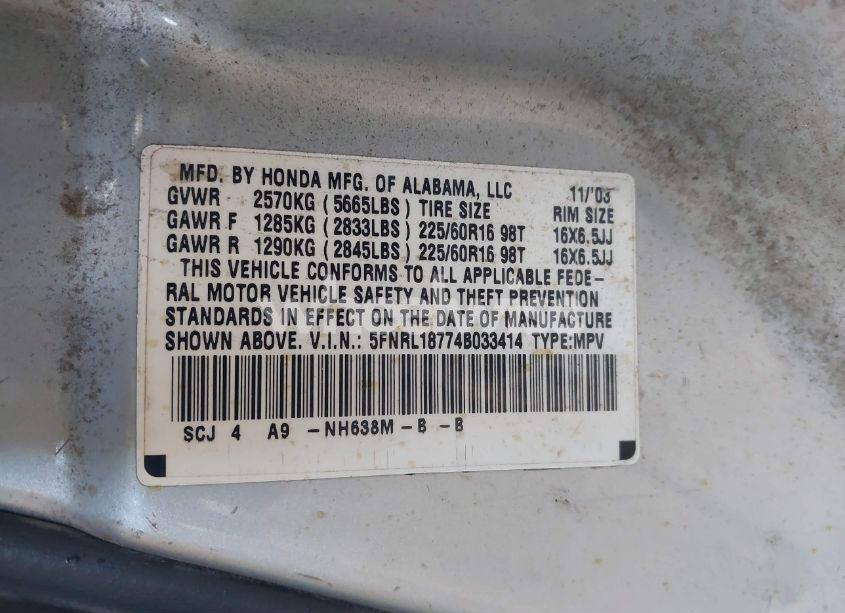 MFD. BY HONDA MFG. OF ALABAMA, LLC 11/'03
GVWR 2570KG ( 5665LBS ) TIRE SIZE RIM SIZE
GAWR F 1285KG ( 2833LBS ) 225/60R16 98T 16X6.5JJ
GAWR R 1290KG ( 2845LBS ) 225/60R16 98T 16X6.5JJ
THIS VEHICLE CONFORMS TO ALL APPLICABLE FEDE-
RAL MOTOR VEHICLE SAFETY AND THEFT PREVENTION
STANDARDS IN EFFECT ON THE DATE OF MANUFACTURE
SHOWN ABOVE. V.I.N.: 5FNRL18774B033414 TYPE:MPV
SCJ 4 A9 -NH638M-B -B